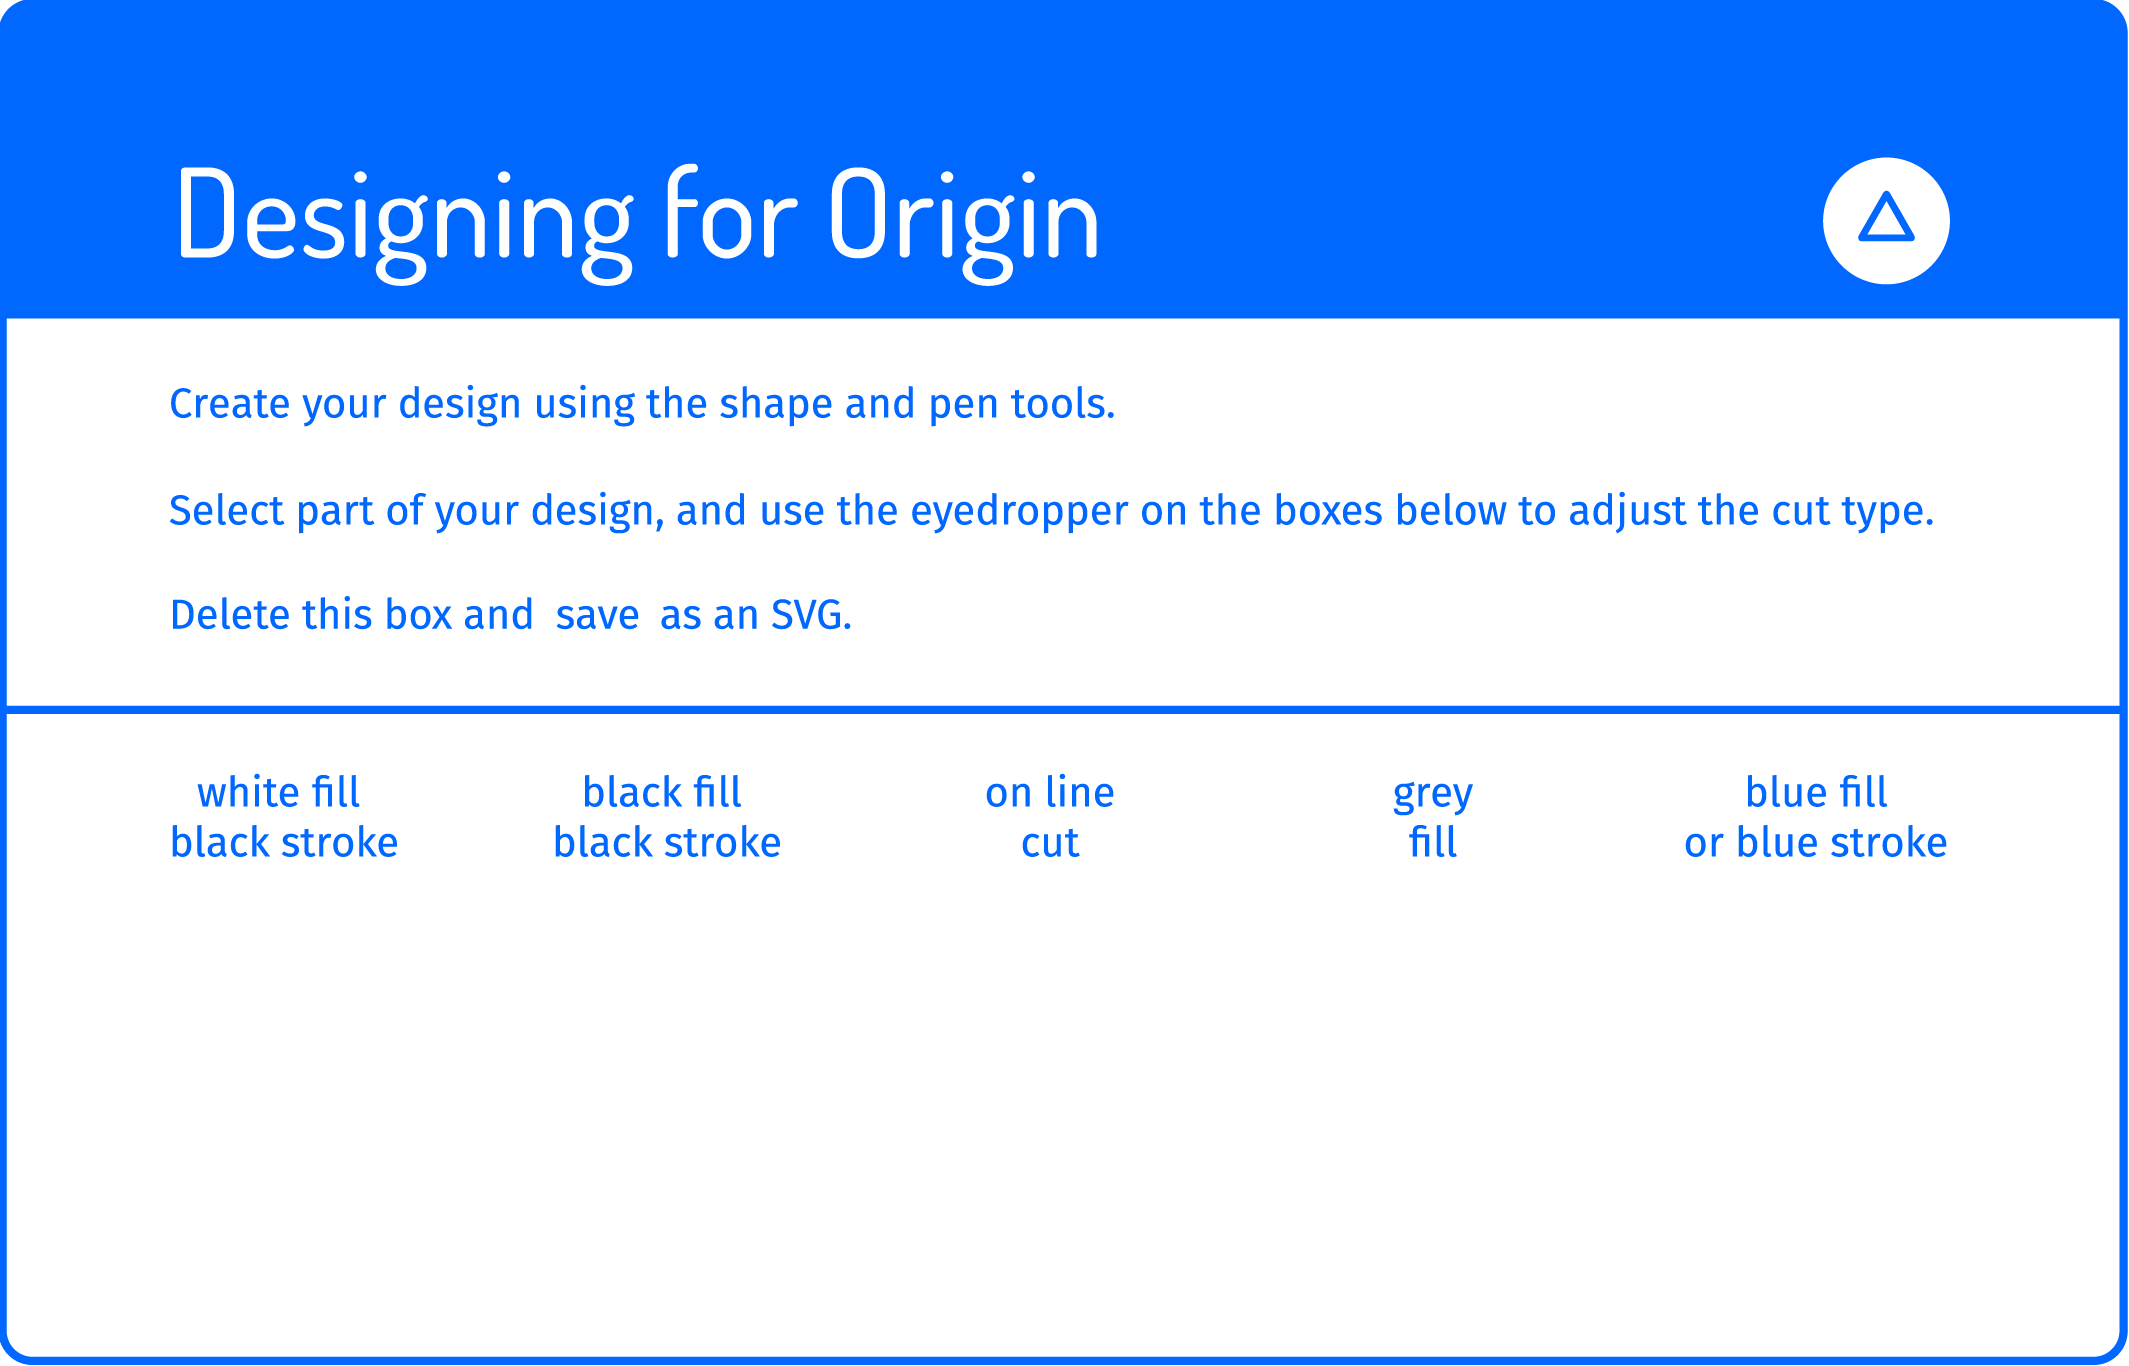 Designing for Origin
Create your design using the shape and pen tools.
Select part of your design, and use the eyedropper on the boxes below to adjust the cut type.
Delete this box and  save  as an SVG.
white fill
black stroke
black fill
black stroke
on line
cut
grey
fill
blue fill
or blue stroke